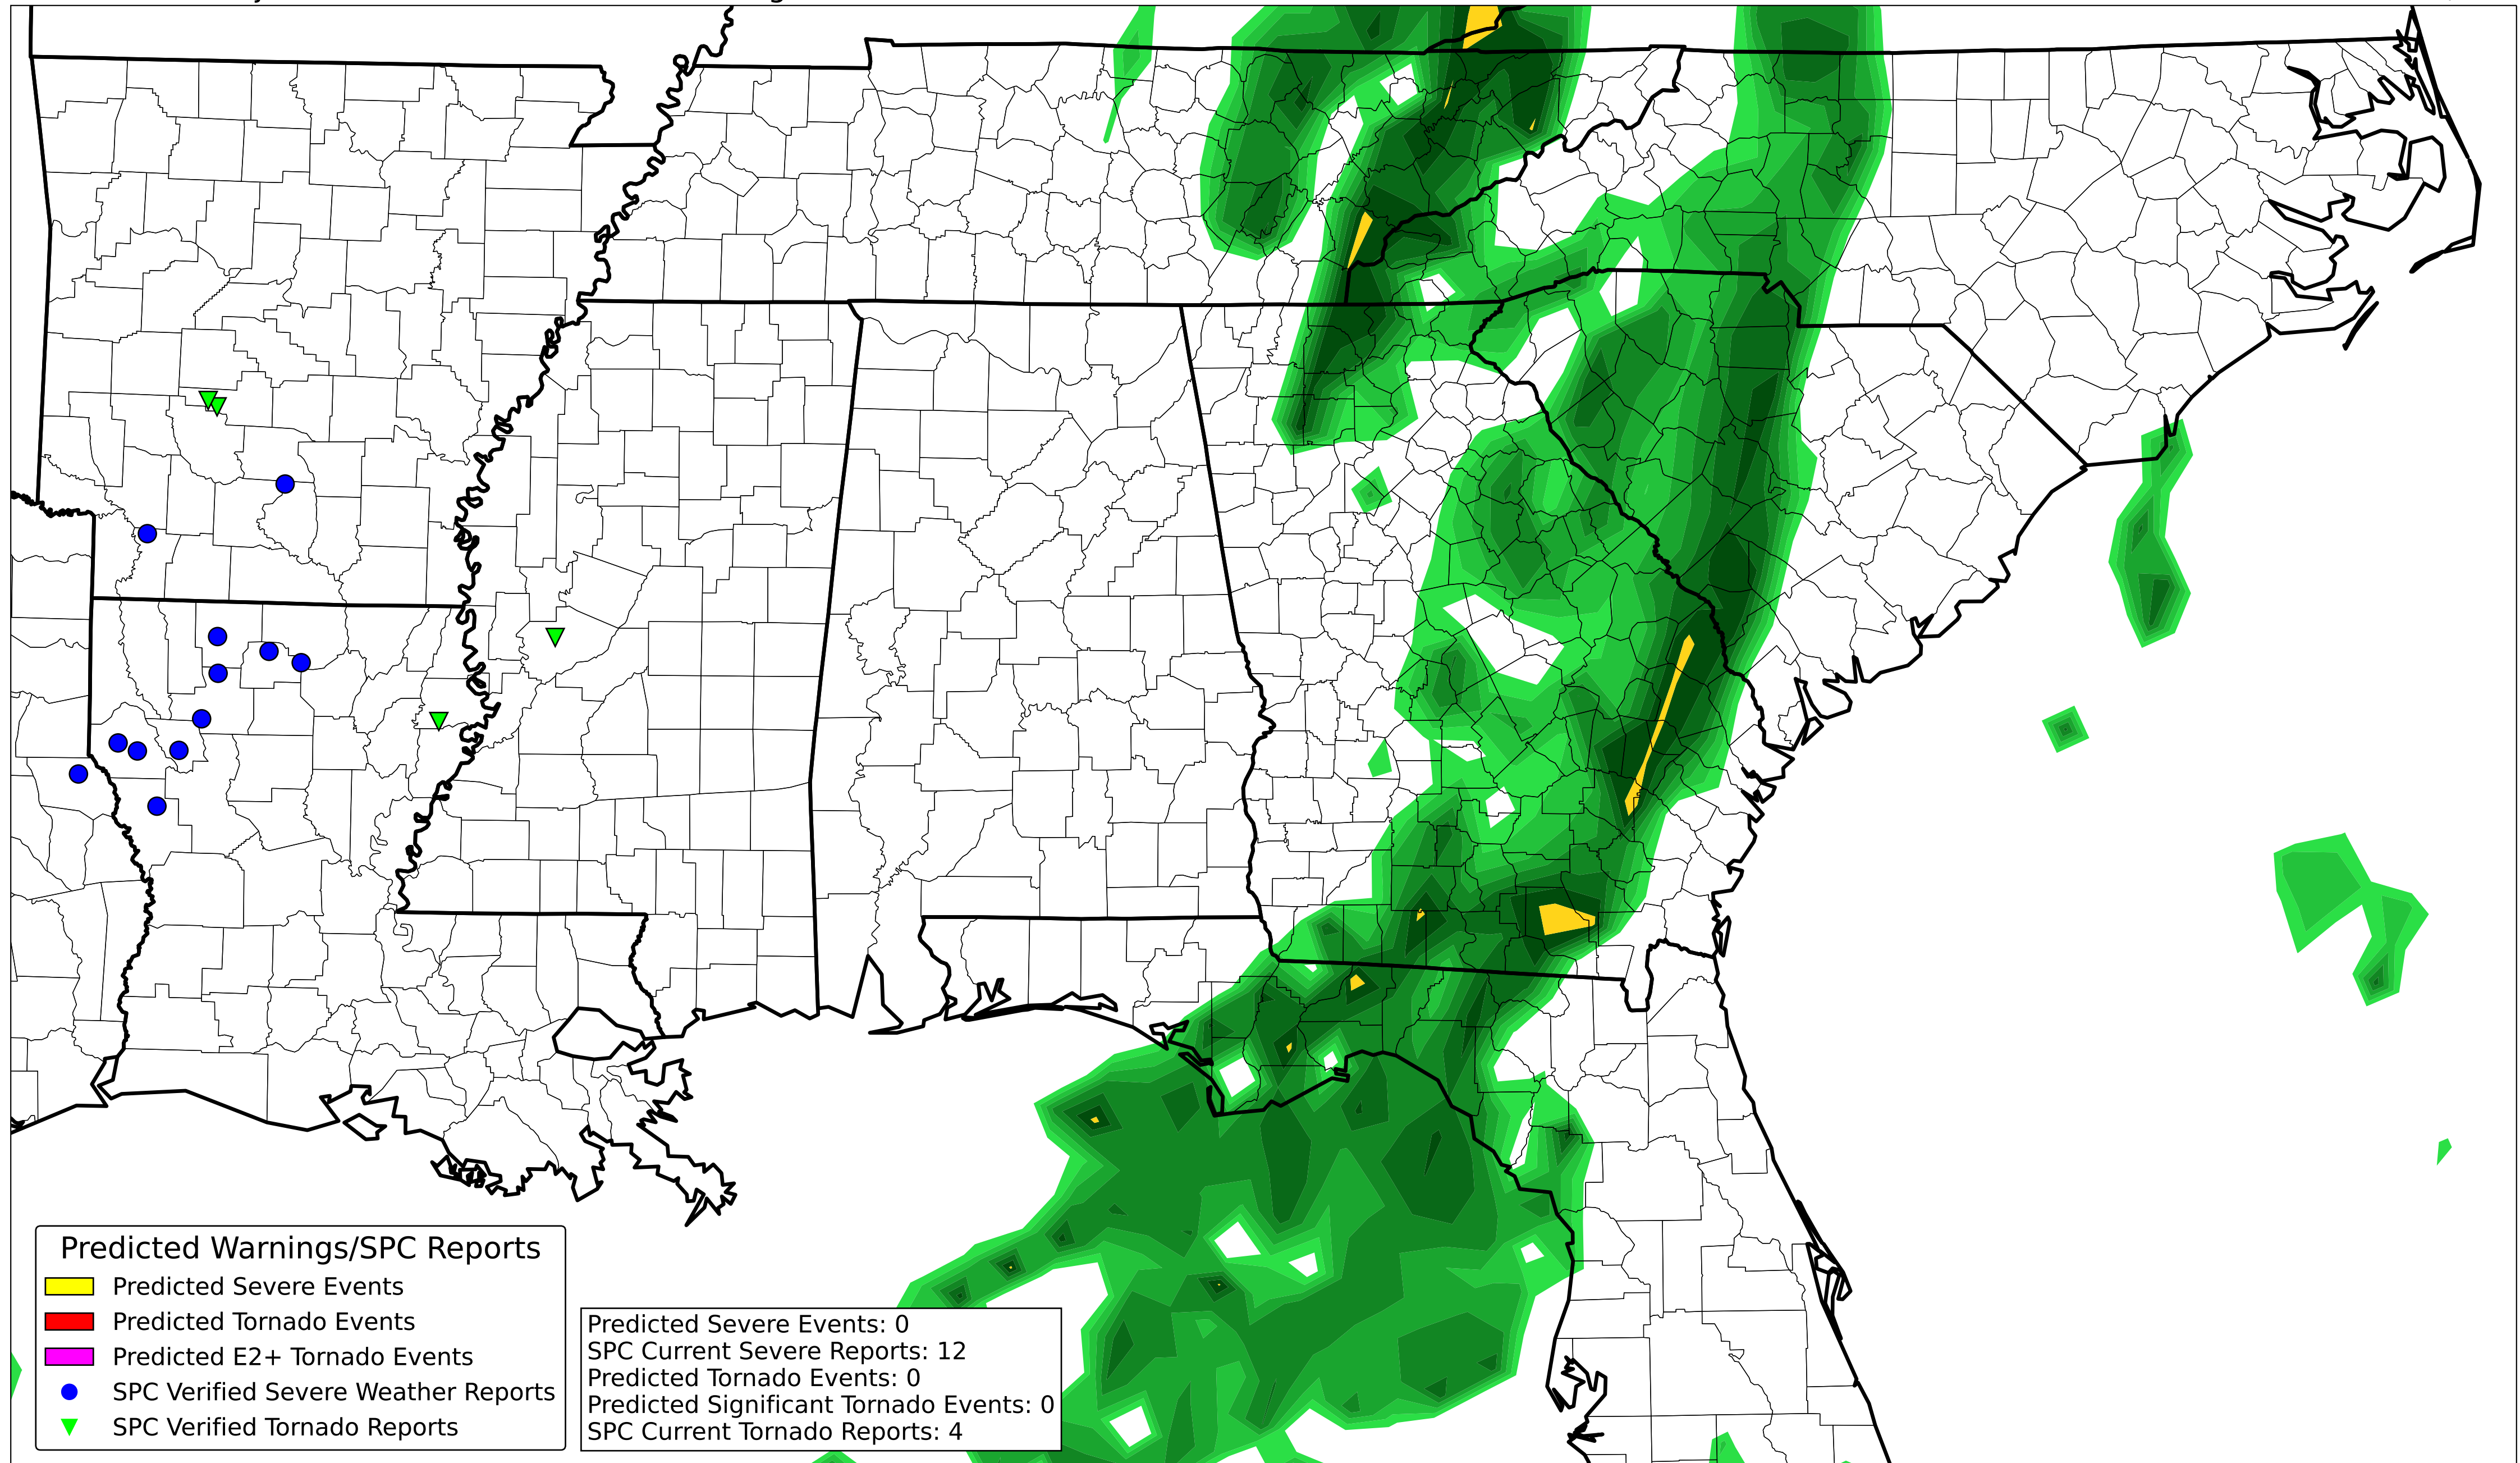 Predicted Warnings/SPC Reports
Predicted Severe Events
Predicted Tornado Events
Predicted E2+ Tornado Events
SPC Verified Severe Weather Reports
SPC Verified Tornado Reports
Predicted Severe Events: 0
SPC Current Severe Reports: 12
Predicted Tornado Events: 0
Predicted Significant Tornado Events: 0
SPC Current Tornado Reports: 4